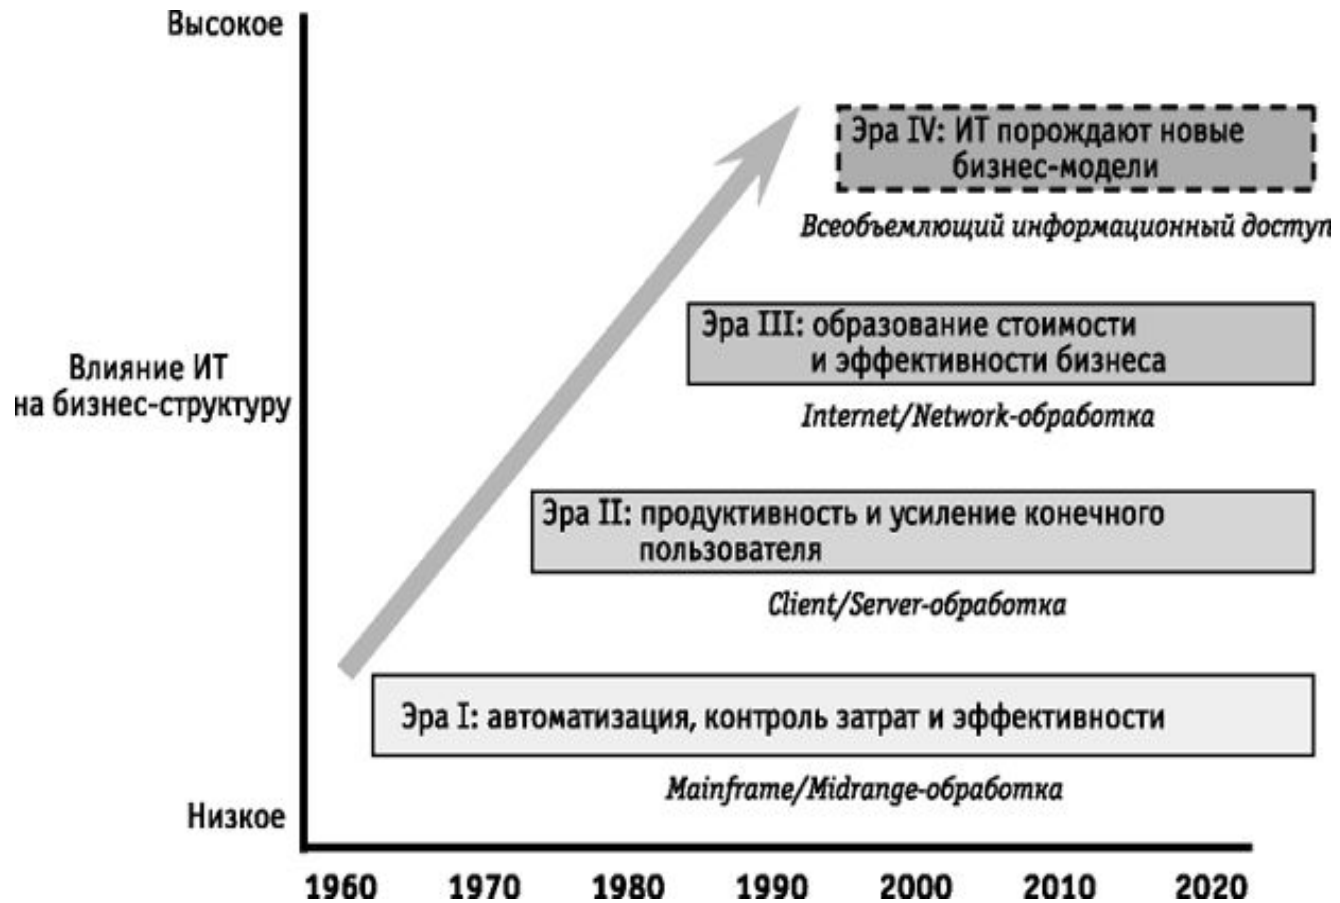 Высокое
Эра IV: ИТ порождают новые
бизнес-модели
Всеобъемлющий информационный доступ
Эра III: образование стоимости
и эффективности бизнеса
Влияние ИТ
на бизнес-структуру
Internet/Network-обработка
Эра II: продуктивность и усиление конечного
пользователя
Client/Server-обработка
Эра I: автоматизация, контроль затрат и эффективности
Mainframe/Midrange-обработка
Низкое
1960 1970 1980 1990 2000 2010 2020